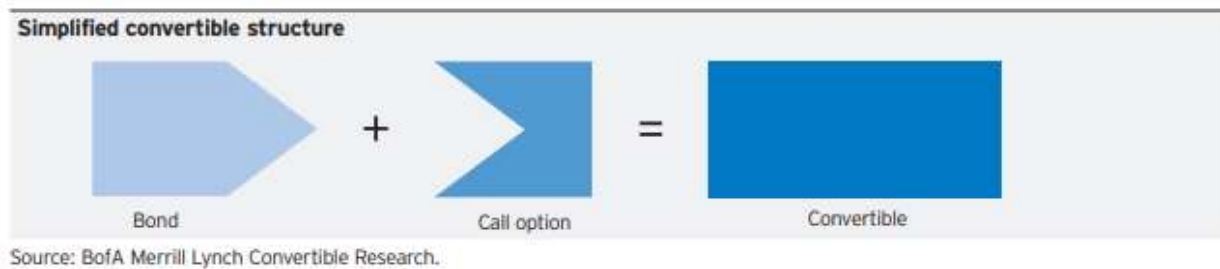 Simplified convertible structure
+
=
Bond
Call option
Convertible
Source: BofA Merrill Lynch Convertible Research.